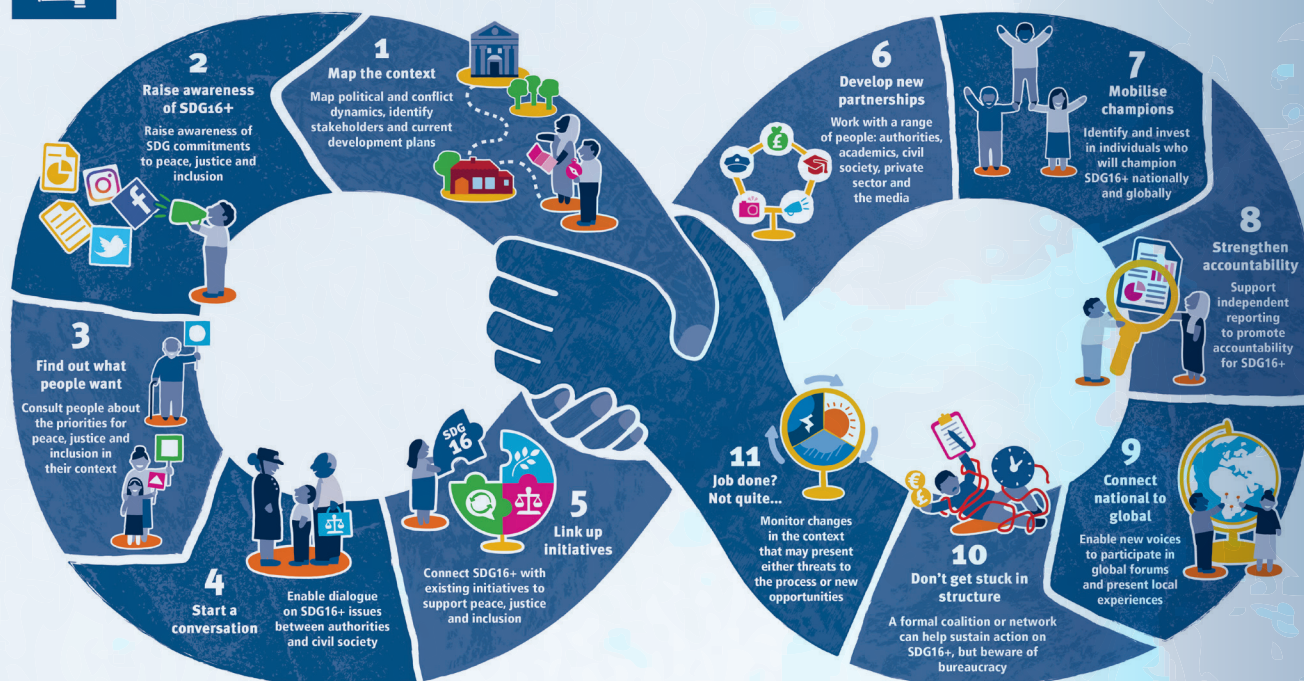 1
Map the context
Map political and conflict
dynamics, identify
stakeholders and current
development plans
2
Raise awareness
of SDG16+
Raise awareness of
SDG commitments
to peace, justice and
inclusion
3
Find out what
people want
Consult people about
the priorities for
peace, justice and
inclusion in
their context
4
Start a
conversation
Enable dialogue
on SDG16+ issues
between authorities
and civil society
SDG
16
5
Link up
initiatives
Connect SDG16+ with
existing initiatives to
support peace, justice
and inclusion
6
Develop new
partnerships
Work with a range
of people: authorities,
academics, civil
society, private
sector and
the media
£
7
Mobilise
champions
Identify and invest
in individuals who
will champion
SDG16+ nationally
and globally
8
Strengthen
accountability
Support
independent
reporting
to promote
accountability
for SDG16+
9
Connect
national to
global
Enable new voices
to participate in
global forums
and present local
experiences
€
£
10
Don't get stuck in
structure
A formal coalition or network
can help sustain action on
SDG16+, but beware of
bureaucracy
11
Job done?
Not quite...
Monitor changes
in the context
that may present
either threats to
the process or new
opportunities